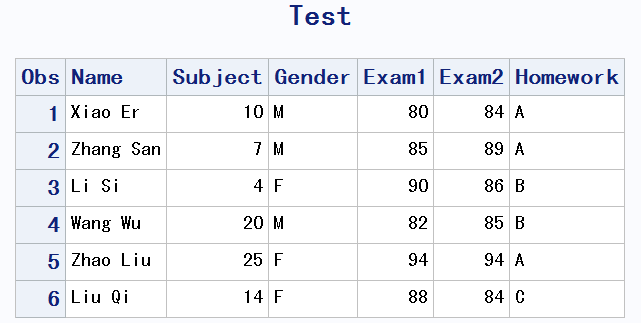 Test
Obs Name Subject Gender Exam1 Exam2 Homework
1 Xiao Er 10 M 80 84 A
2 Zhang San 7 M 85 89 A
3 Li Si 4 F 90 86 B
4 Wang Wu 20 M 82 85 B
5 Zhao Liu 25 F 94 94 A
6 Liu Qi 14 F 88 84 C